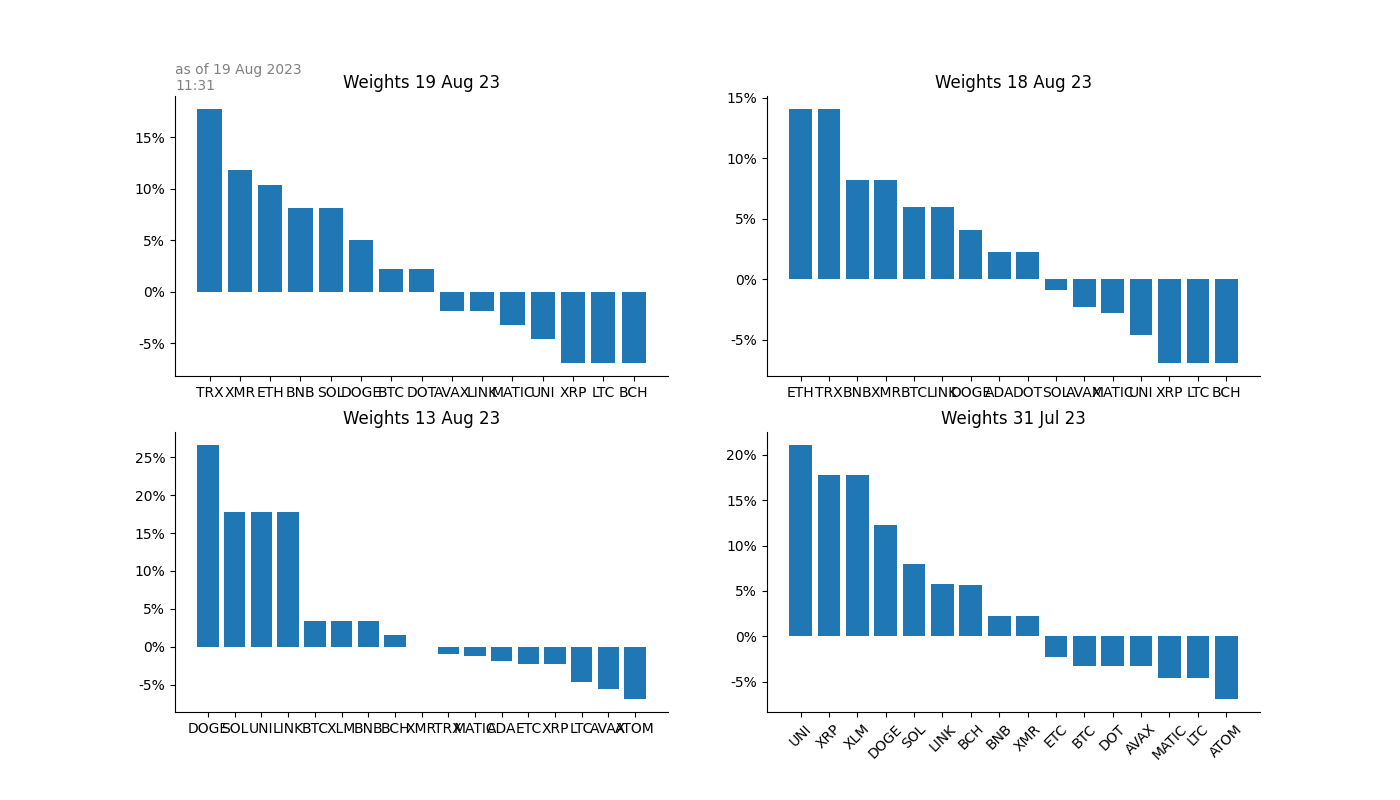 as of 19 Aug 2023
11:31
Weights 19 Aug 23
15%
10%
5%
0%
-5%
TRX XMR ETH BNB SOL DOGE BTC DOT AVAX LINK MATIC UNI XRP LTC BCH
Weights 18 Aug 23
15%
10%
5%
0%
-5%
ETH TRX BNB XMR BTC LINK DOGE ADA DOT SOL AVAX MATIC UNI XRP LTC BCH
Weights 13 Aug 23
25%
20%
15%
10%
5%
0%
-5%
DOGE SOL UNI LINK BTC XLM BNB BCH XMR TRX MATIC ADA ETC XRP LTC AVAX ATOM
Weights 31 Jul 23
20%
15%
10%
5%
0%
-5%
UNI XRP XLM DOGE SOL LINK BCH BNB XMR ETC BTC DOT AVAX MATIC LTC ATOM